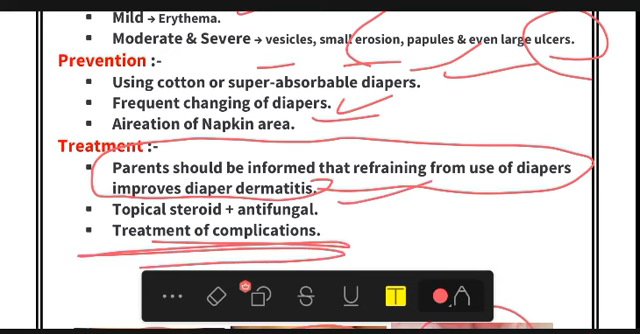 ▪ Mild → Erythema.
▪ Moderate & Severe → vesicles, small erosion, papules & even large ulcers.
Prevention :-
▪ Using cotton or super-absorbable diapers.
▪ Frequent changing of diapers.
▪ Aireation of Napkin area.
Treatment :-
▪ Parents should be informed that refraining from use of diapers
improves diaper dermatitis.
▪ Topical steroid + antifungal.
▪ Treatment of complications.
... S U T